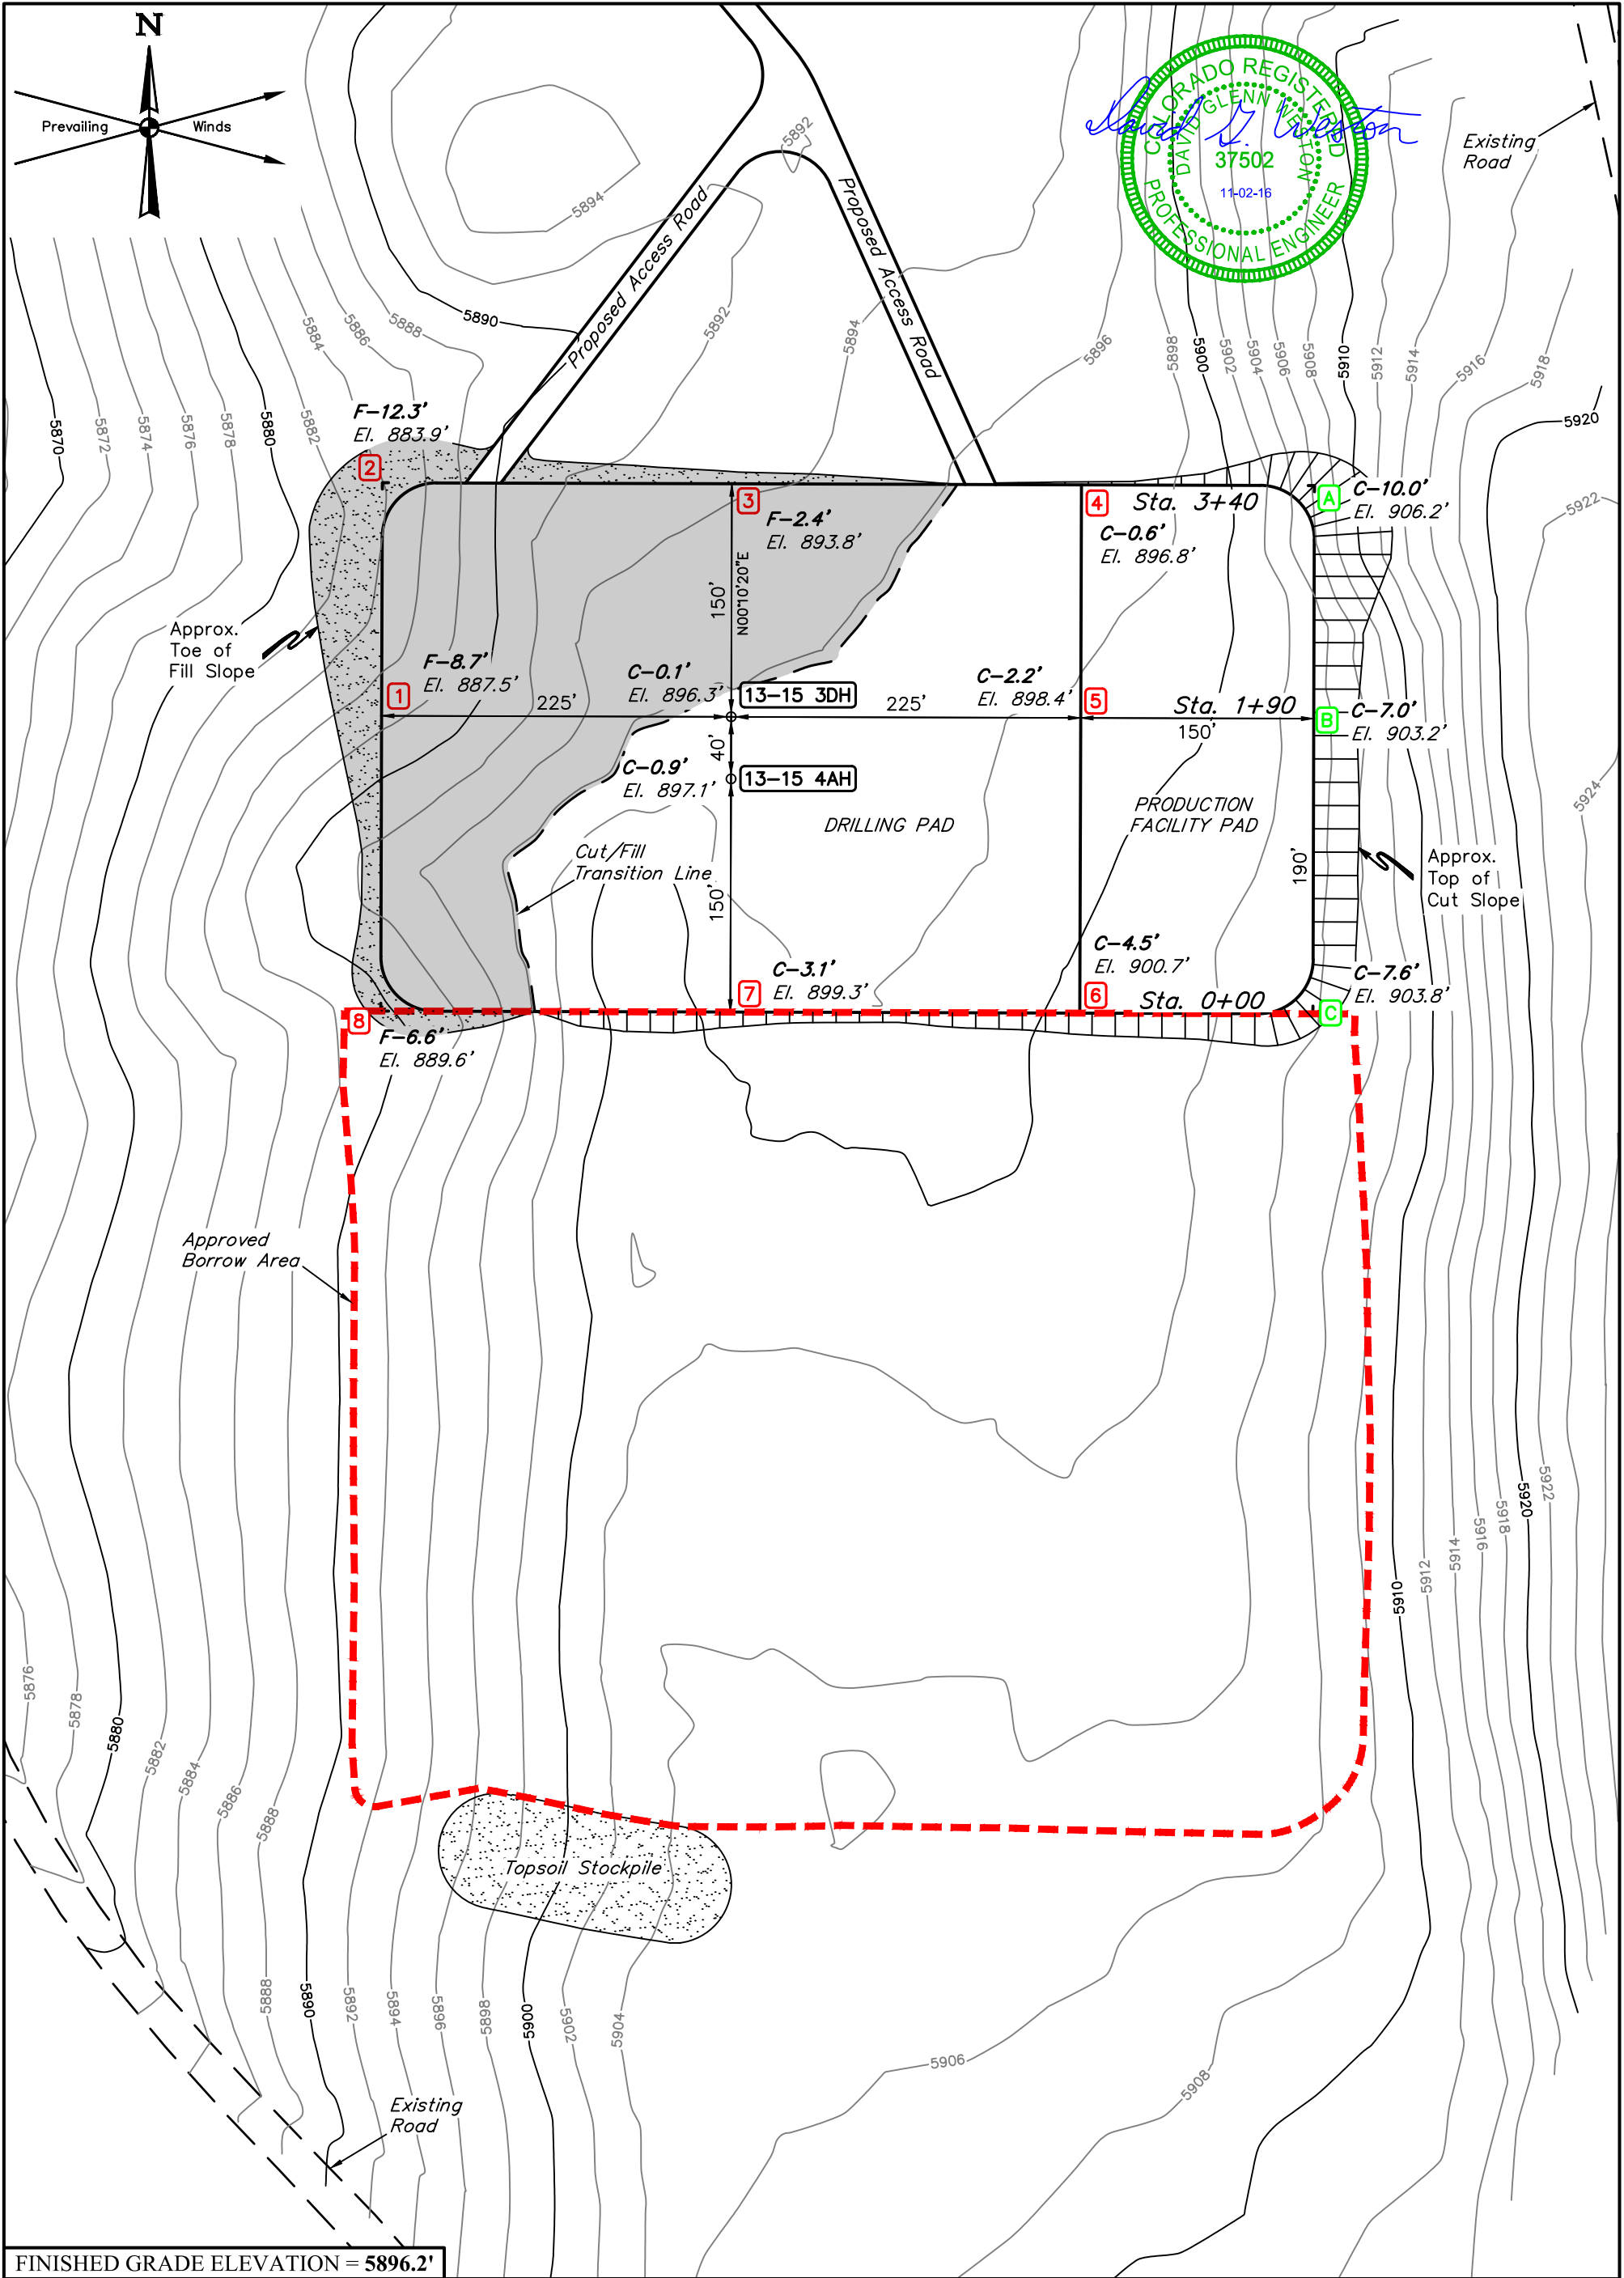 N
Prevailing Winds
COLORADO REGISTERED
DAVID GLENN WESTON
37502
11-02-16
PROFESSIONAL ENGINEER
David G. Weston
Existing
Road
5892
5894
Proposed Access Road
Proposed Access Road
5884
5886
5888
5890
5892
5894
5896
5898
5900
5902
5904
5906
5908
5910
5912
5914
5916
5918
5920
5870
5872
5874
5876
5878
5880
5882
5922
F-12.3'
El. 883.9'
2
3
F-2.4'
El. 893.8'
4
Sta. 3+40
C-0.6'
El. 896.8'
A
C-10.0'
El. 906.2'
150'
N00°10'20"E
Approx.
Toe of
Fill Slope
F-8.7'
El. 887.5'
1
225'
C-0.1'
El. 896.3'
13-15 3DH
225'
C-2.2'
El. 898.4'
5
Sta. 1+90
150'
B
C-7.0'
El. 903.2'
40'
C-0.9'
El. 897.1'
13-15 4AH
DRILLING PAD
PRODUCTION
FACILITY PAD
5924
Cut/Fill
Transition Line
150'
190'
Approx.
Top of
Cut Slope
C-4.5'
El. 900.7'
C-3.1'
El. 899.3'
7
6
Sta. 0+00
C-7.6'
El. 903.8'
C
8
F-6.6'
El. 889.6'
Approved
Borrow Area
5910
5912
5914
5916
5918
5920
5922
5876
5878
5880
5882
5884
5886
5888
Topsoil Stockpile
5888
5890
5892
5894
5896
5898
5900
5902
5904
5906
5908
Existing
Road
FINISHED GRADE ELEVATION = 5896.2'